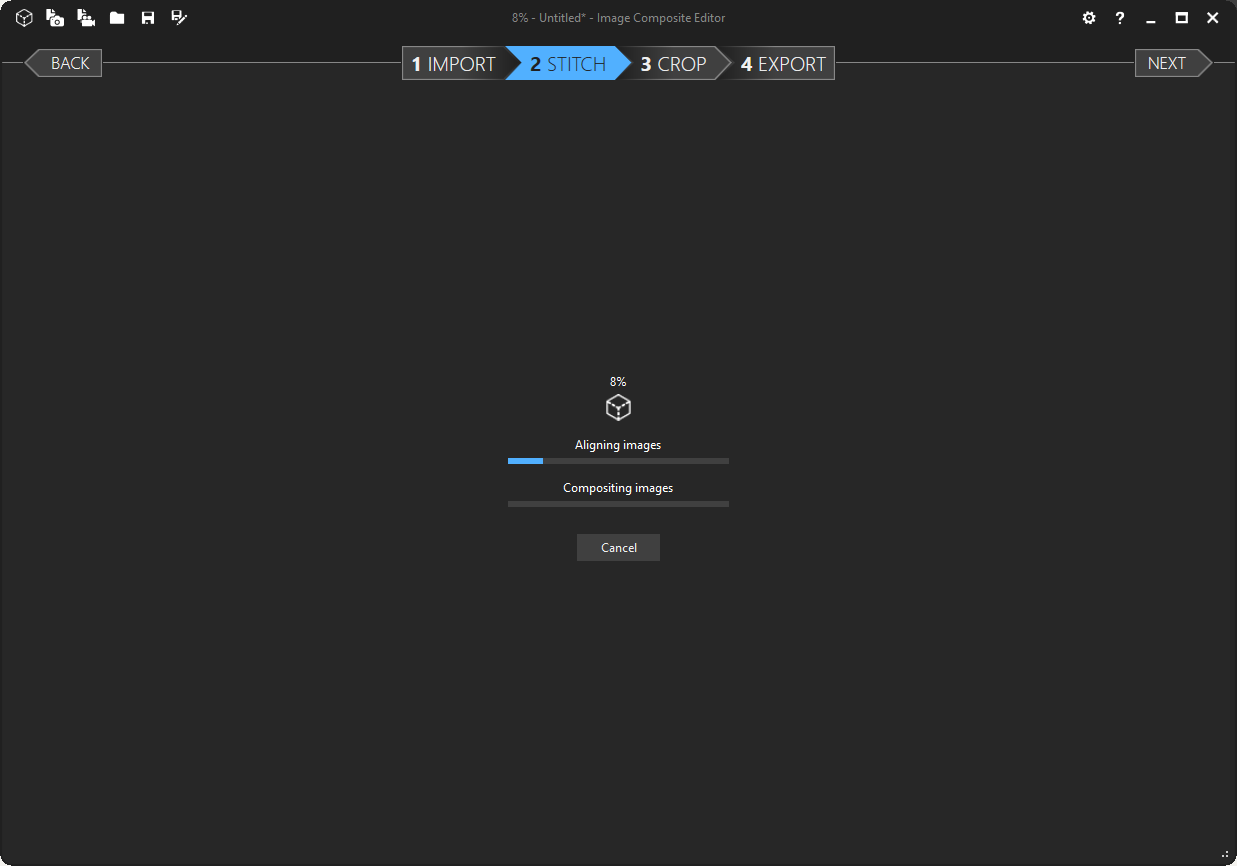 8% - Untitled* - Image Composite Editor
?
BACK
1 IMPORT
2 STITCH
3 CROP
4 EXPORT
NEXT
8%
Aligning images
Compositing images
Cancel